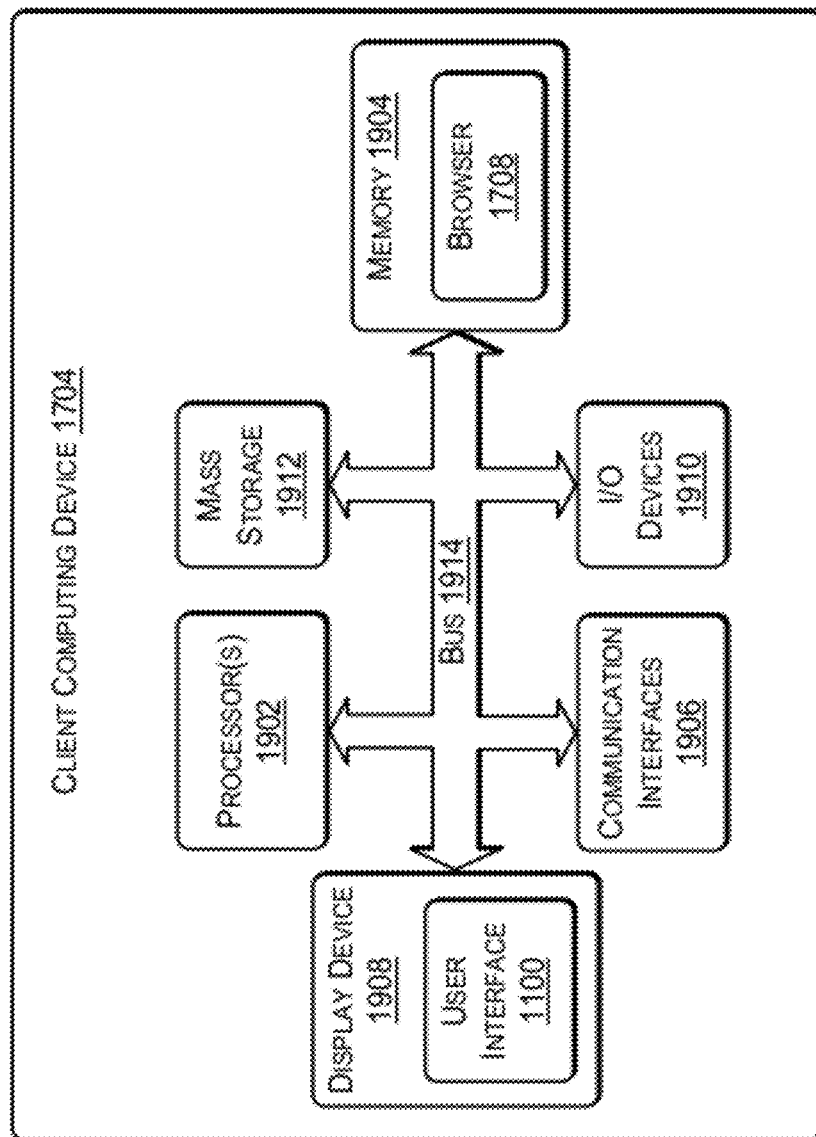 CLIENT COMPUTING DEVICE 1704
PROCESSOR(S)
1902
MASS
STORAGE
1912
DISPLAY DEVICE
1908
USER
INTERFACE
1100
BUS 1914
MEMORY 1904
BROWSER
1708
COMMUNICATION
INTERFACES
1906
I/O
DEVICES
1910